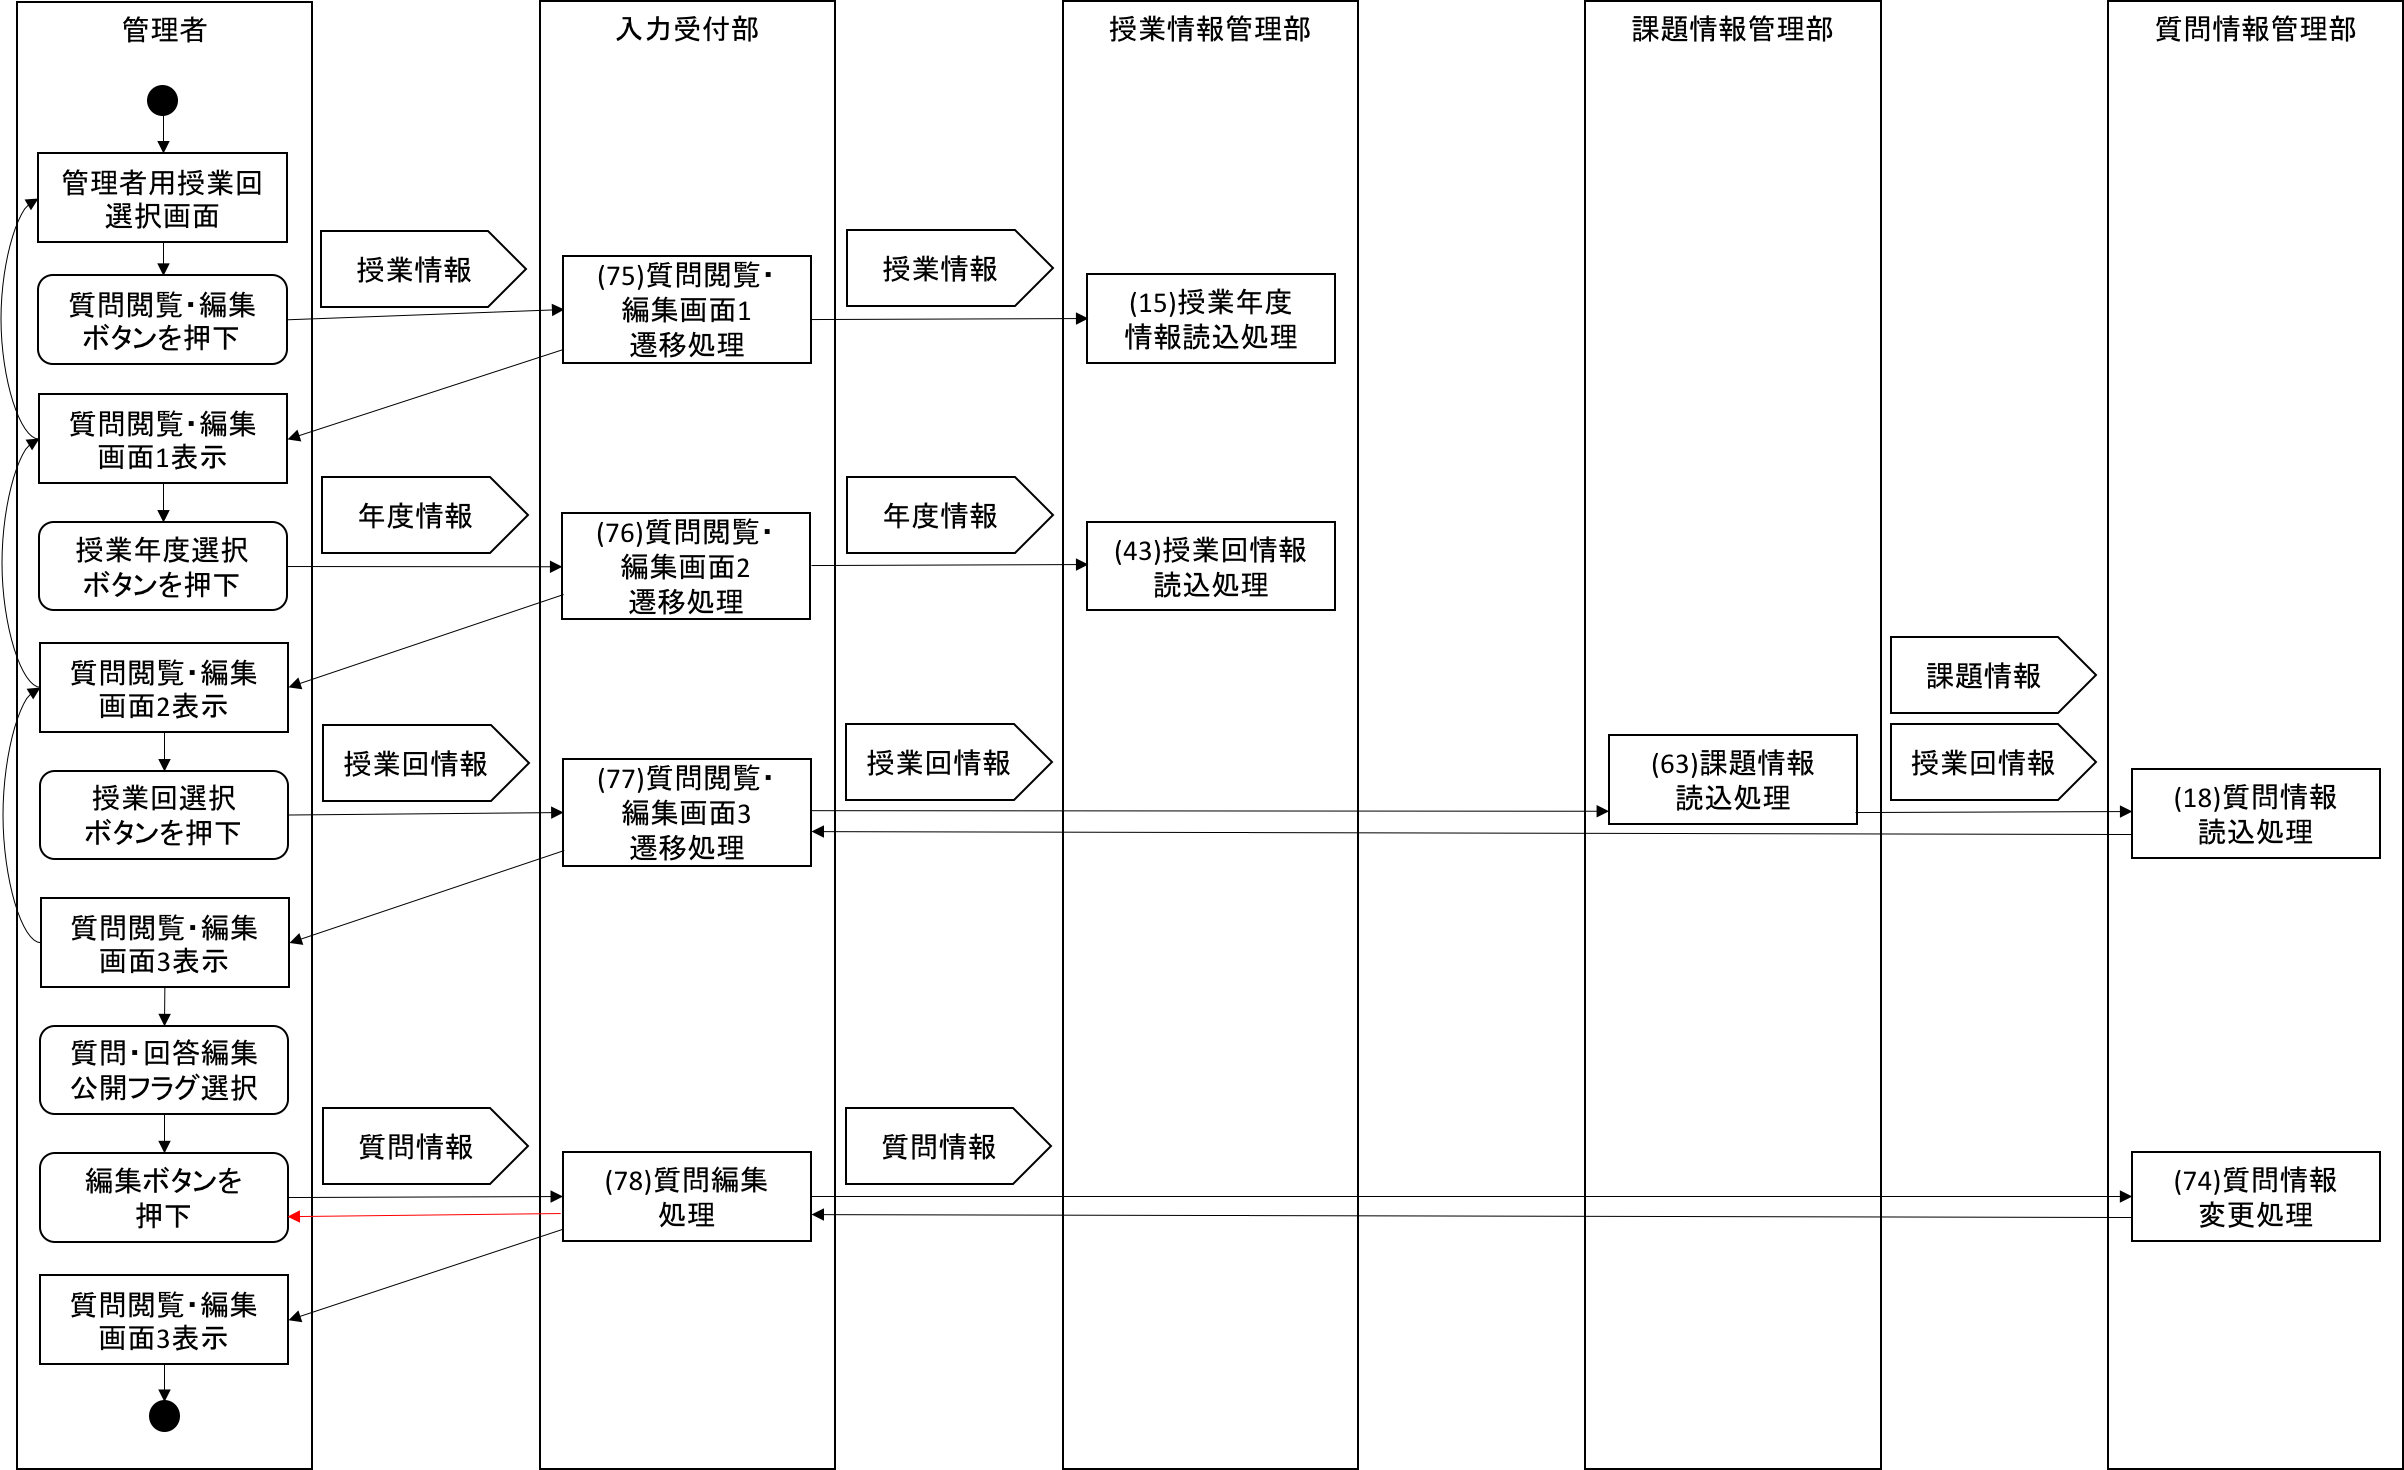 管理者
入力受付部
授業情報管理部
課題情報管理部
質問情報管理部
管理者用授業回
選択画面
質問閲覧・編集
ボタンを押下
授業情報
(75)質問閲覧・
編集画面1
遷移処理
授業情報
(15)授業年度
情報読込処理
質問閲覧・編集
画面1表示
授業年度選択
ボタンを押下
年度情報
(76)質問閲覧・
編集画面2
遷移処理
年度情報
(43)授業回情報
読込処理
質問閲覧・編集
画面2表示
授業回選択
ボタンを押下
授業回情報
(77)質問閲覧・
編集画面3
遷移処理
授業回情報
(63)課題情報
読込処理
課題情報
授業回情報
(18)質問情報
読込処理
質問閲覧・編集
画面3表示
質問・回答編集
公開フラグ選択
編集ボタンを
押下
質問情報
(78)質問編集
処理
質問情報
(74)質問情報
変更処理
質問閲覧・編集
画面3表示